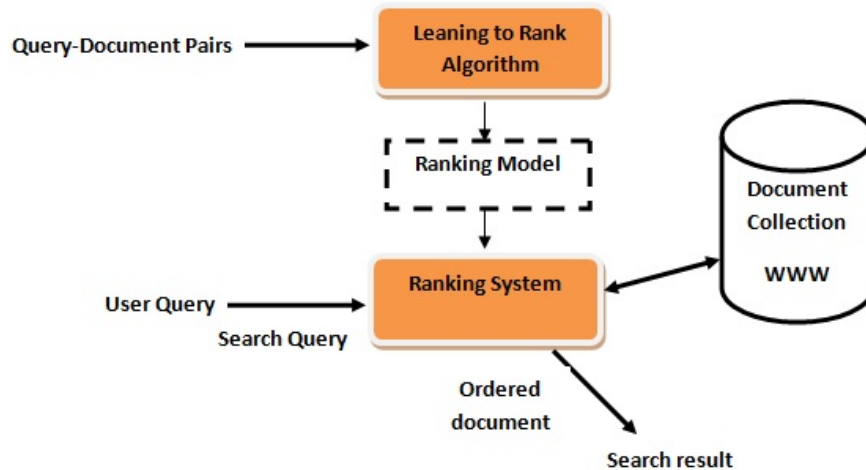 Query-Document Pairs
Leaning to Rank
Algorithm
Ranking Model
Document
Collection
WWW
Ranking System
User Query
Search Query
Ordered
document
Search result